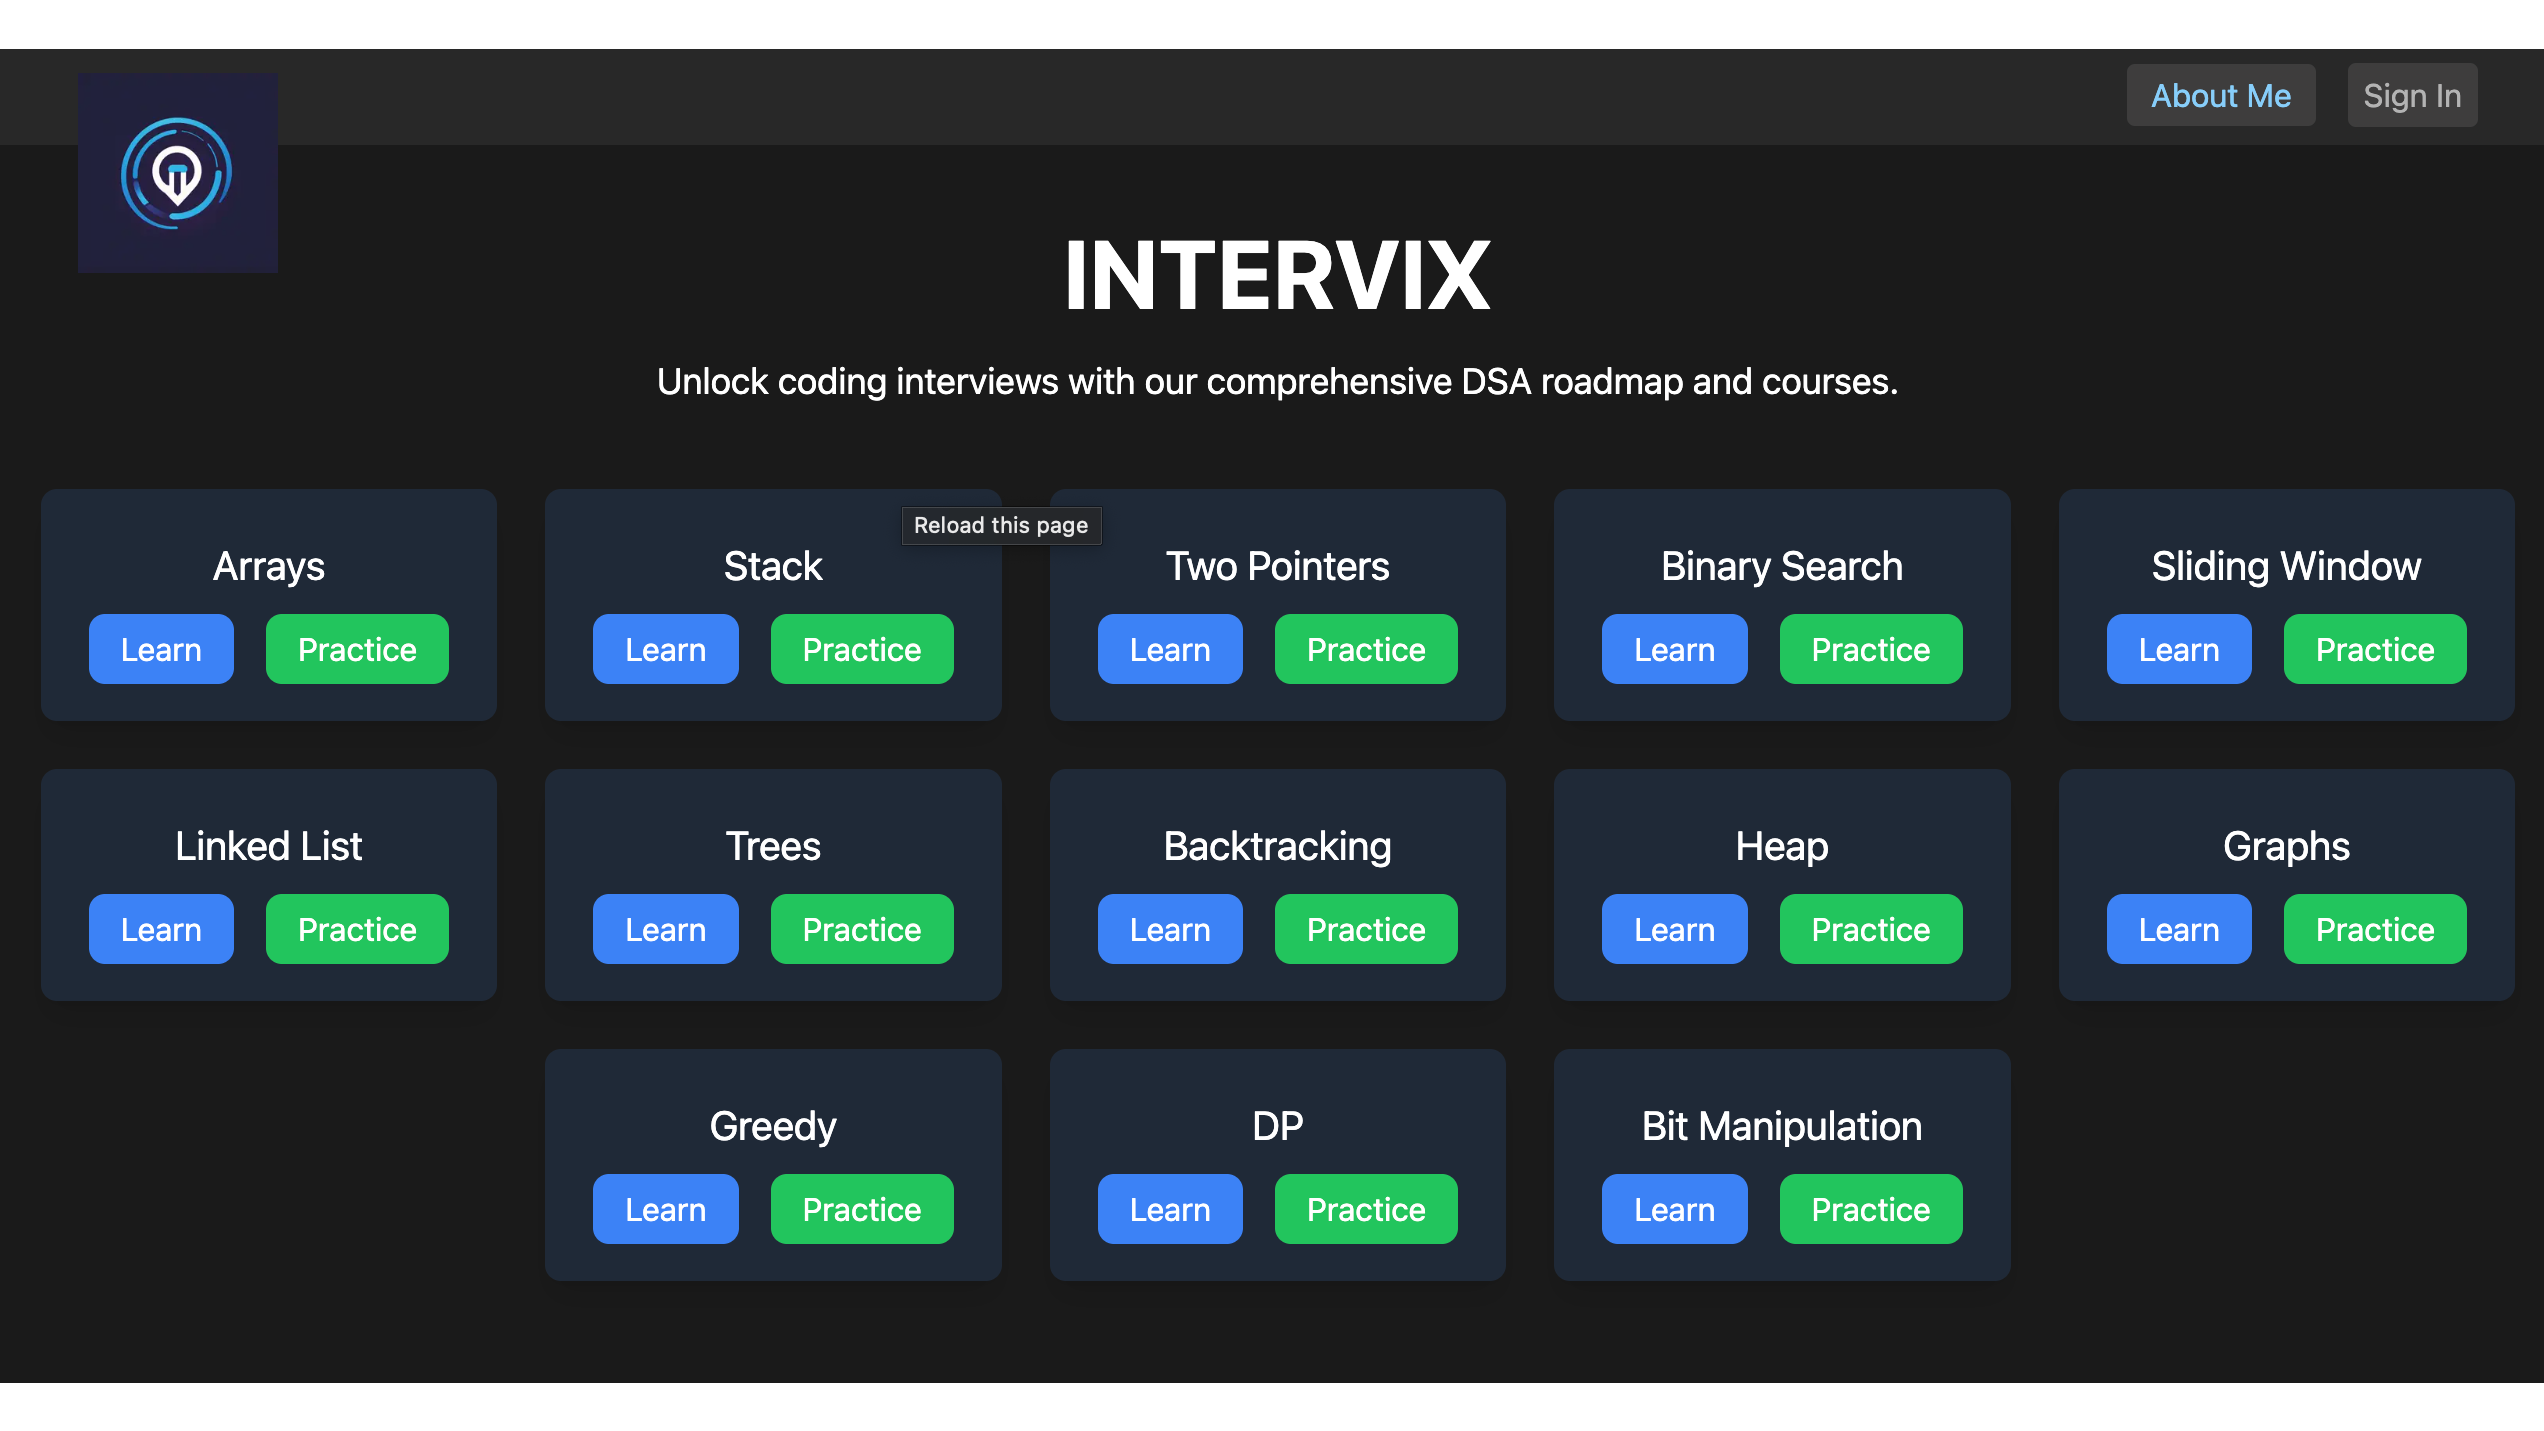 About Me Sign In
INTERVIX
Unlock coding interviews with our comprehensive DSA roadmap and courses.
Reload this page
Arrays Stack Two Pointers Binary Search Sliding Window
Learn Practice Learn Practice Learn Practice Learn Practice Learn Practice
Linked List Trees Backtracking Heap Graphs
Learn Practice Learn Practice Learn Practice Learn Practice Learn Practice
Greedy DP Bit Manipulation
Learn Practice Learn Practice Learn Practice